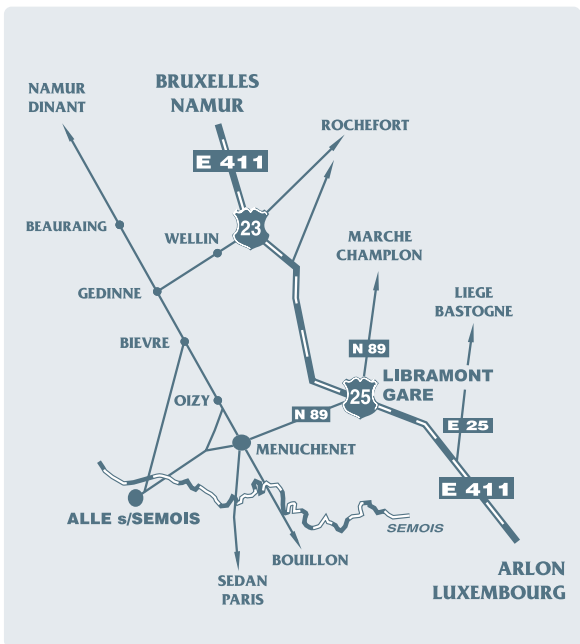 NAMUR
DINANT
BRUXELLES
NAMUR
ROCHEFORT
E 411
BEAURAING
WELLIN
23
MARCHE
CHAMPLON
GEDINNE
LIEGE
BASTOGNE
BIEVRE
N 89
LIBRAMONT
GARE
OIZY
25
N 89
E 25
MENUCHENET
E 411
ALLE s/SEMOIS
SEMOIS
BOUILLON
SEDAN
PARIS
ARLON
LUXEMBOURG